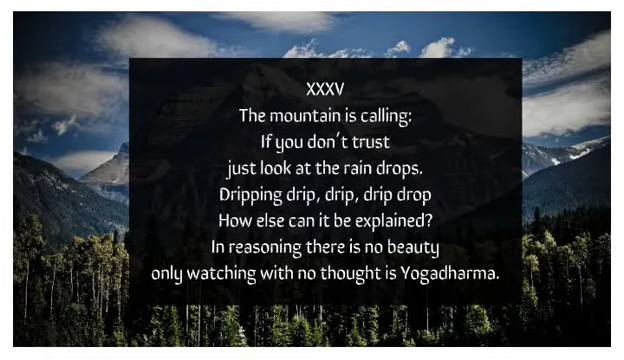 XXXV
The mountain is calling:
If you don't trust
just look at the rain drops.
Dripping drip, drip, drip drop
How else can it be explained?
In reasoning there is no beauty
only watching with no thought is Yogadharma.